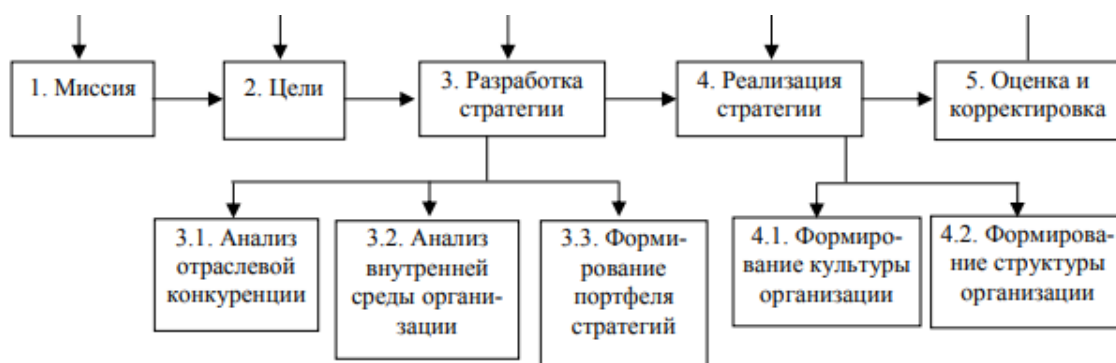 1. Миссия
2. Цели
3. Разработка
стратегии
4. Реализация
стратегии
5. Оценка и
корректировка
3.1. Анализ
отраслевой
конкуренции
3.2. Анализ
внутренней
среды органи-
зации
3.3. Форми-
рование
портфеля
стратегий
4.1. Формиро-
вание культуры
организации
4.2. Формирова-
ние структуры
организации